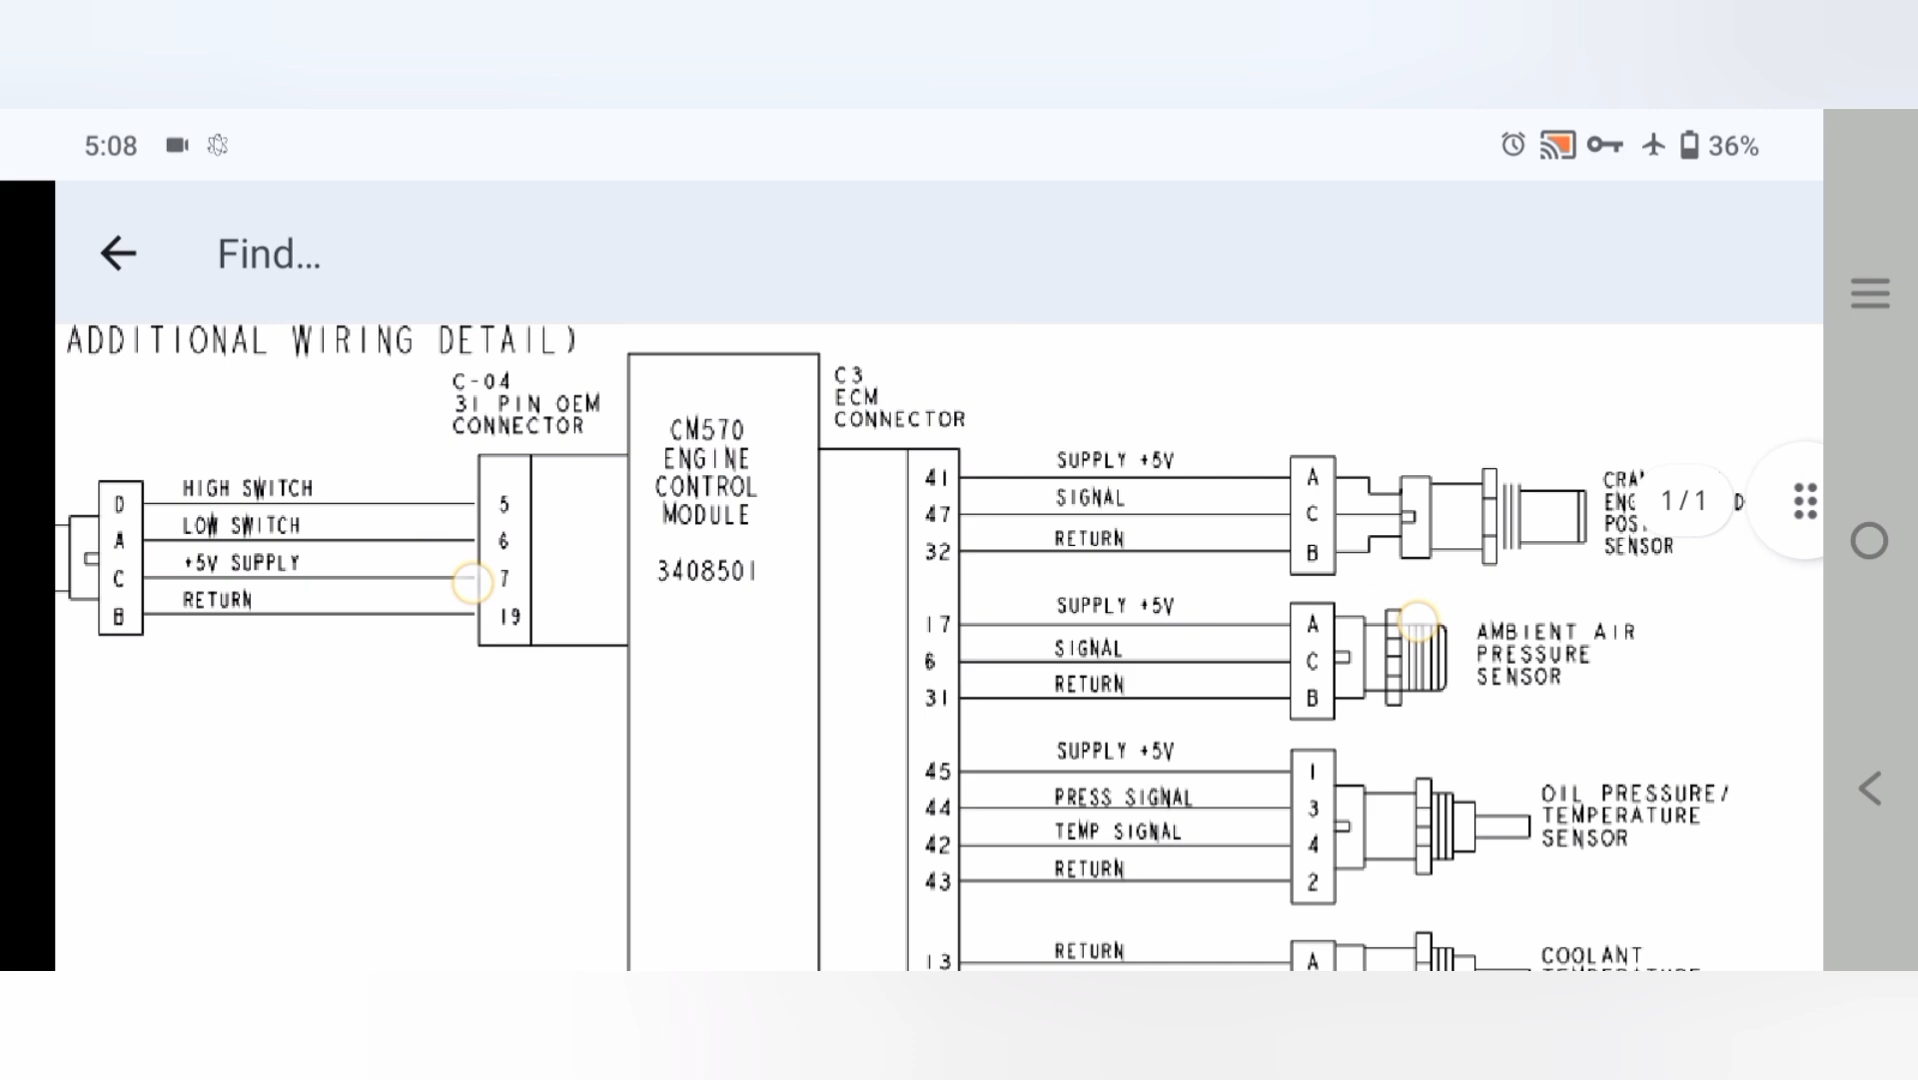 5:08
36%
Find...
ADDITIONAL WIRING DETAIL)
C-04
31 PIN OEM
CONNECTOR
CM570
ENGINE
CONTROL
MODULE
3408501
C3
ECM
CONNECTOR
D HIGH SWITCH 5
A LOW SWITCH 6
C +5V SUPPLY 7
B RETURN 19
41 SUPPLY +5V A
47 SIGNAL C
32 RETURN B
SENSOR
1/1
17 SUPPLY +5V A
6 SIGNAL C
31 RETURN B
AMBIENT AIR
PRESSURE
SENSOR
45 SUPPLY +5V 1
44 PRESS SIGNAL 3
42 TEMP SIGNAL 4
43 RETURN 2
OIL PRESSURE/
TEMPERATURE
SENSOR
13 RETURN A
COOLANT